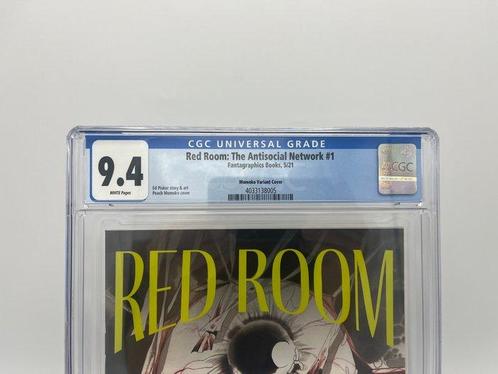 CGC UNIVERSAL GRADE
9.4
WHITE Pages
Red Room: The Antisocial Network #1
Fantagraphics Books, 5/21
Momoko Variant Cover
4033138005
Ed Piskor story & art
Peach Momoko cover
CGC
RED ROOM